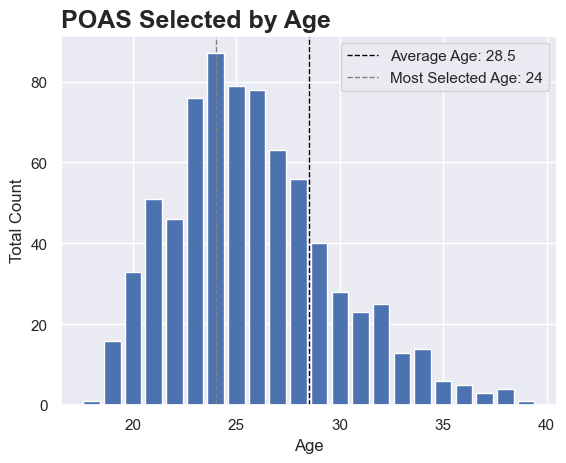 POAS Selected by Age
Average Age: 28.5
Most Selected Age: 24
80
60
40
20
0
Total Count
20 25 30 35 40
Age